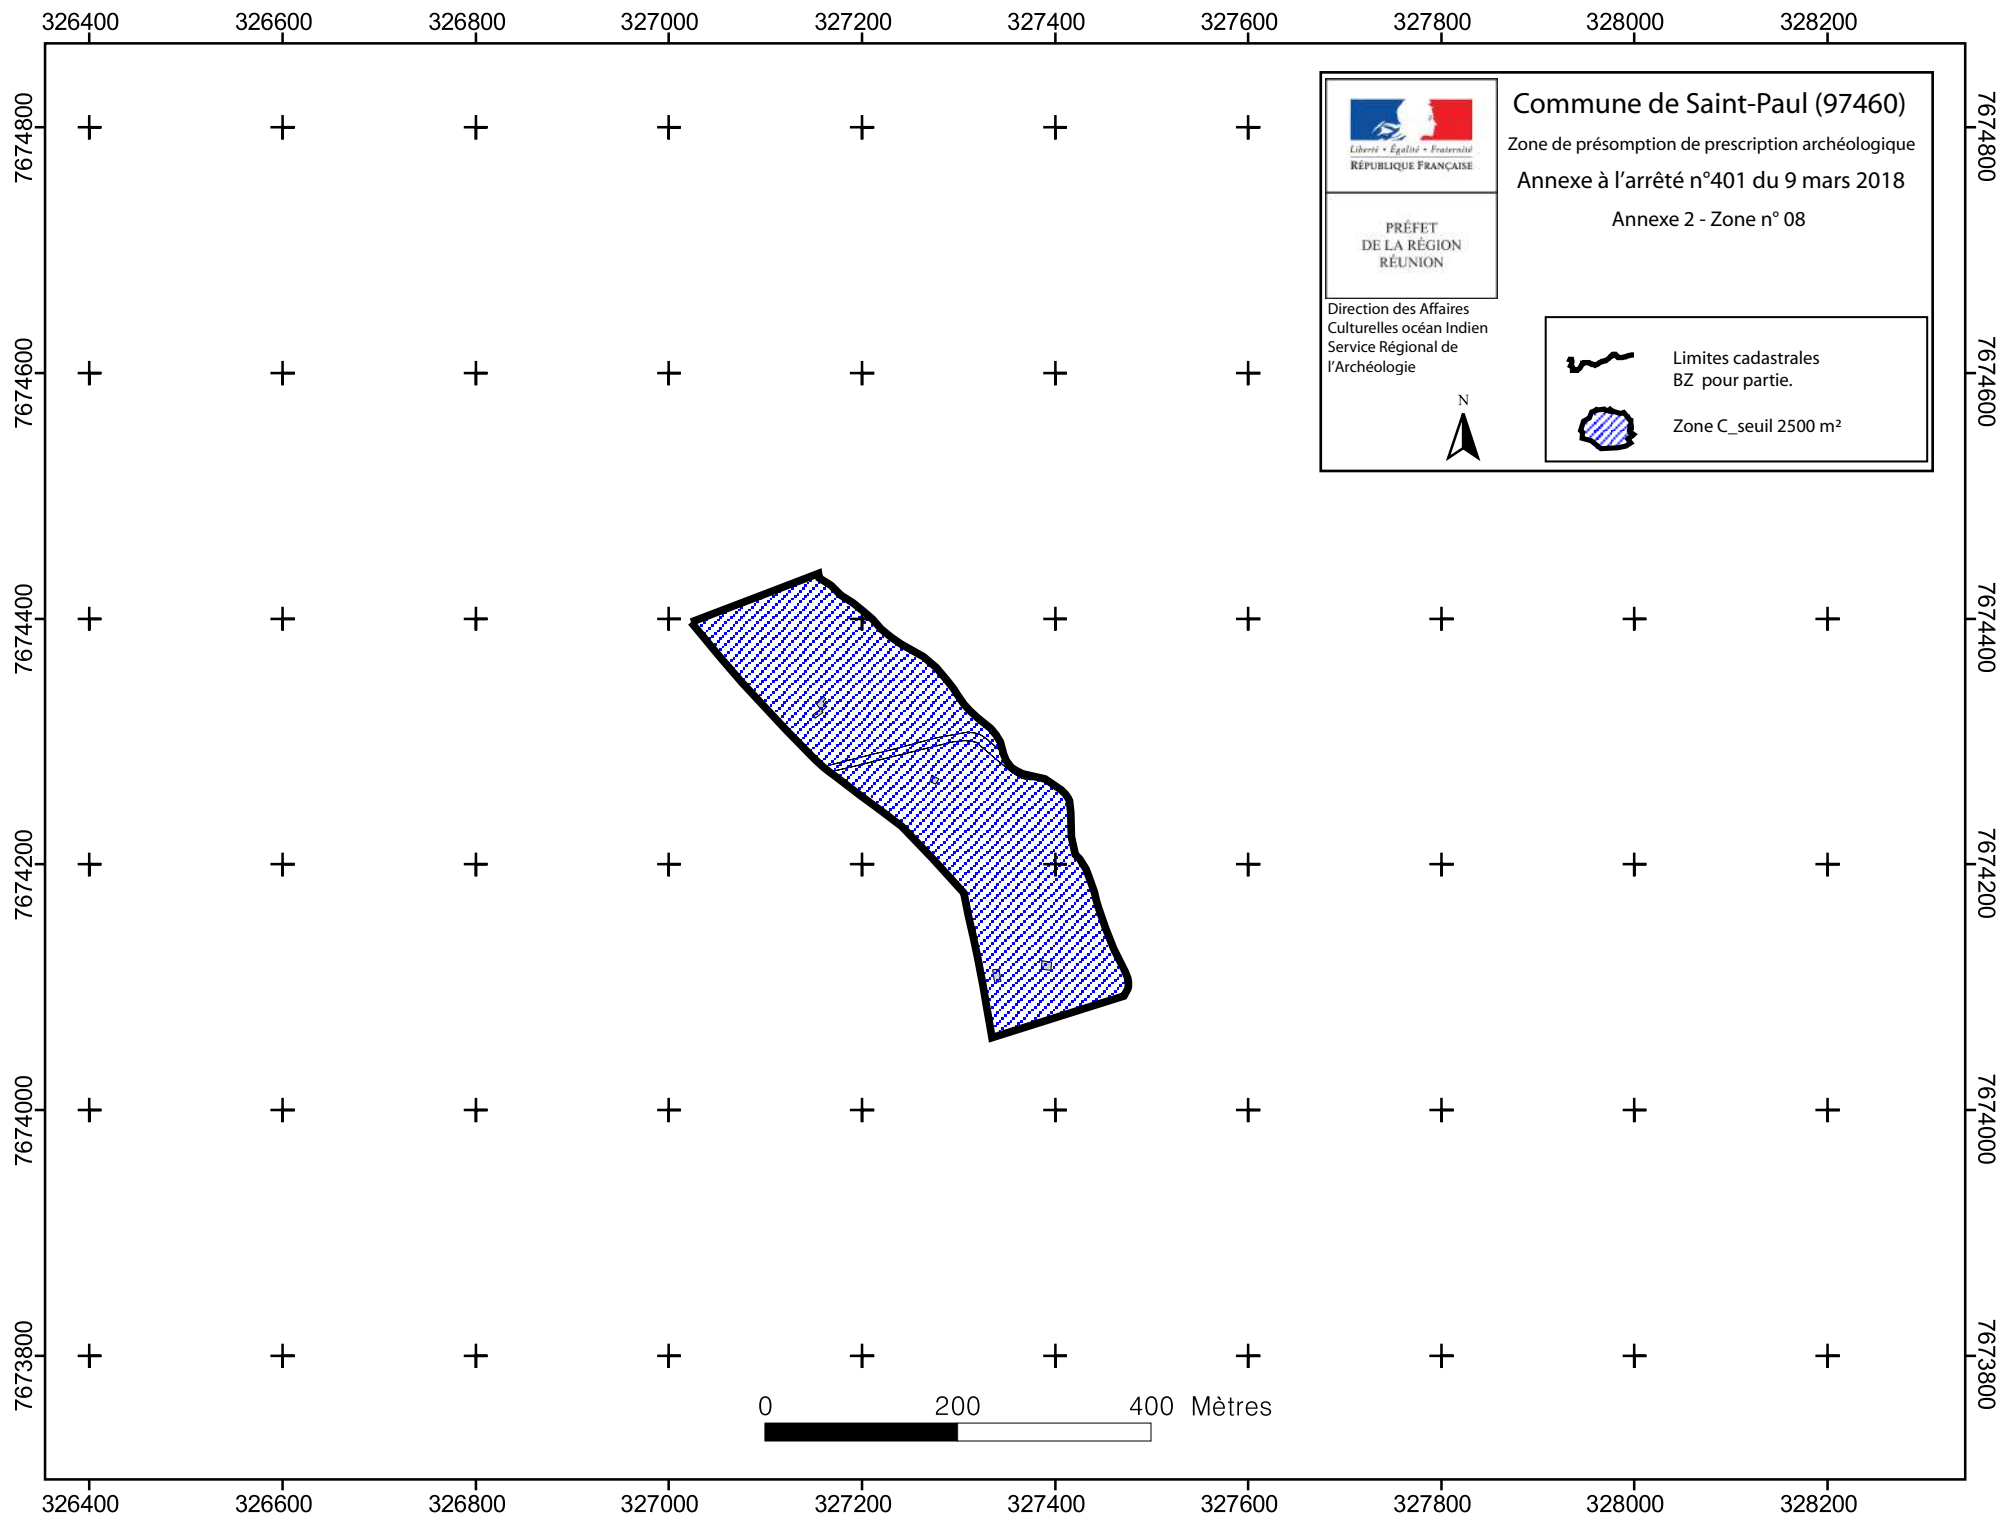 326400 326600 326800 327000 327200 327400 327600 327800 328000 328200
7674800
7674600
7674400
7674200
7674000
7673800
Liberté • Égalité • Fraternité
RÉPUBLIQUE FRANÇAISE
PRÉFET
DE LA RÉGION
RÉUNION
Direction des Affaires
Culturelles océan Indien
Service Régional de
l'Archéologie
Commune de Saint-Paul (97460)
Zone de présomption de prescription archéologique
Annexe à l'arrêté n°401 du 9 mars 2018
Annexe 2 - Zone n° 08
N
Limites cadastrales
BZ pour partie.
Zone C_seuil 2500 m²
7674800
7674600
7674400
7674200
7674000
7673800
0 200 400 Mètres
326400 326600 326800 327000 327200 327400 327600 327800 328000 328200